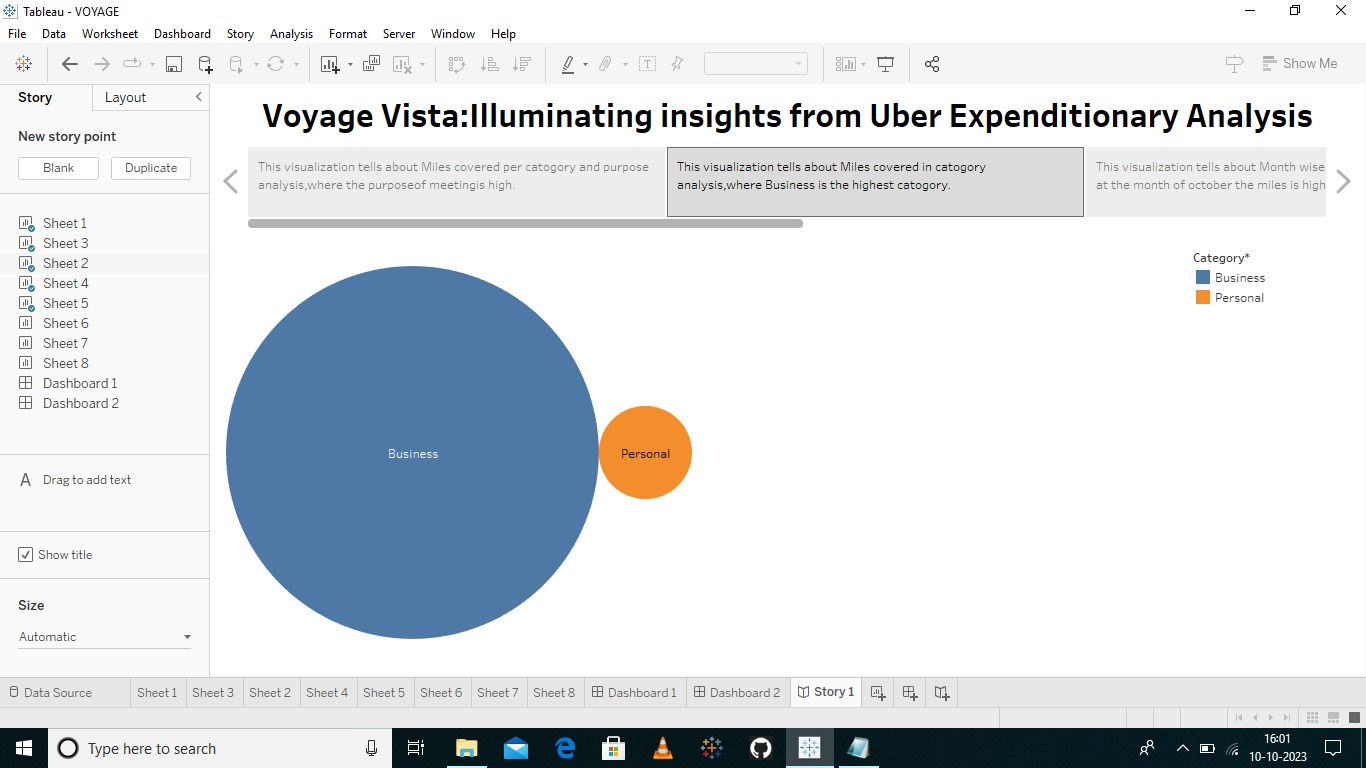 Tableau - VOYAGE
File Data Worksheet Dashboard Story Analysis Format Server Window Help
Show Me
Story Layout
New story point
Blank Duplicate
Sheet 1
Sheet 3
Sheet 2
Sheet 4
Sheet 5
Sheet 6
Sheet 7
Sheet 8
Dashboard 1
Dashboard 2
A Drag to add text
Show title
Size
Automatic
Voyage Vista:Illuminating insights from Uber Expenditionary Analysis
This visualization tells about Miles covered per catogory and purpose
analysis,where the purposeof meetingis high.
This visualization tells about Miles covered in catogory
analysis,where Business is the highest catogory.
This visualization tells about Month wise
at the month of october the miles is high
Category*
Business
Personal
Business
Personal
Data Source Sheet 1 Sheet 3 Sheet 2 Sheet 4 Sheet 5 Sheet 6 Sheet 7 Sheet 8 Dashboard 1 Dashboard 2 Story 1
Type here to search
16:01
10-10-2023